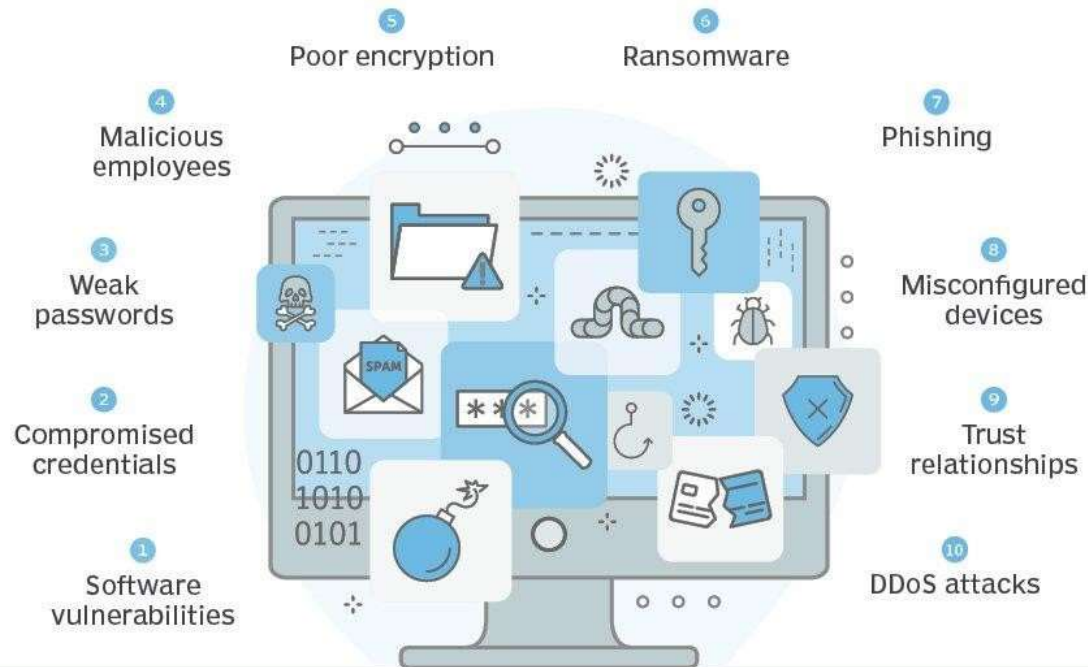 5
Poor encryption
6
Ransomware
4
Malicious
employees
7
Phishing
3
Weak
passwords
8
Misconfigured
devices
SPAM
***
2
Compromised
credentials
9
Trust
relationships
0110
1010
0101
1
Software
vulnerabilities
10
DDoS attacks